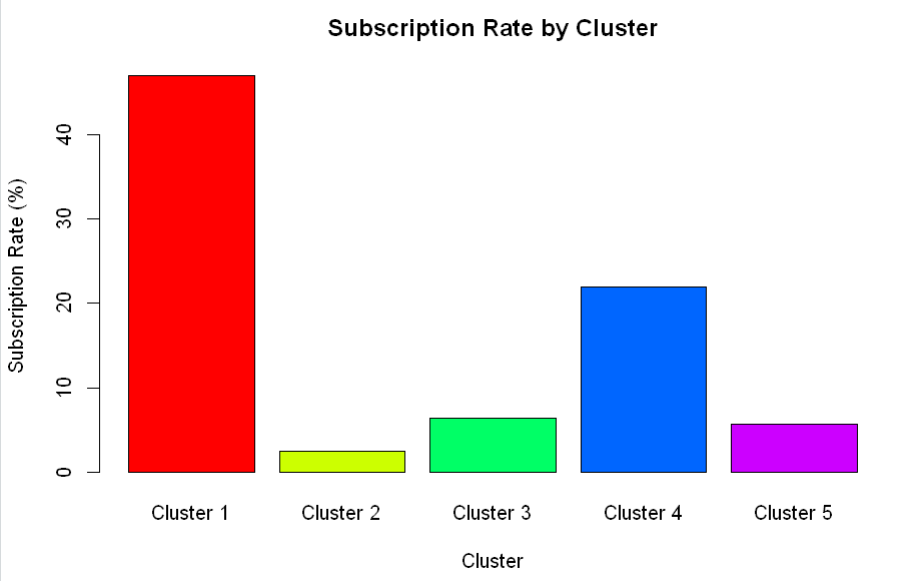 Subscription Rate by Cluster
Subscription Rate (%)
40
30
20
10
0
Cluster 1 Cluster 2 Cluster 3 Cluster 4 Cluster 5
Cluster